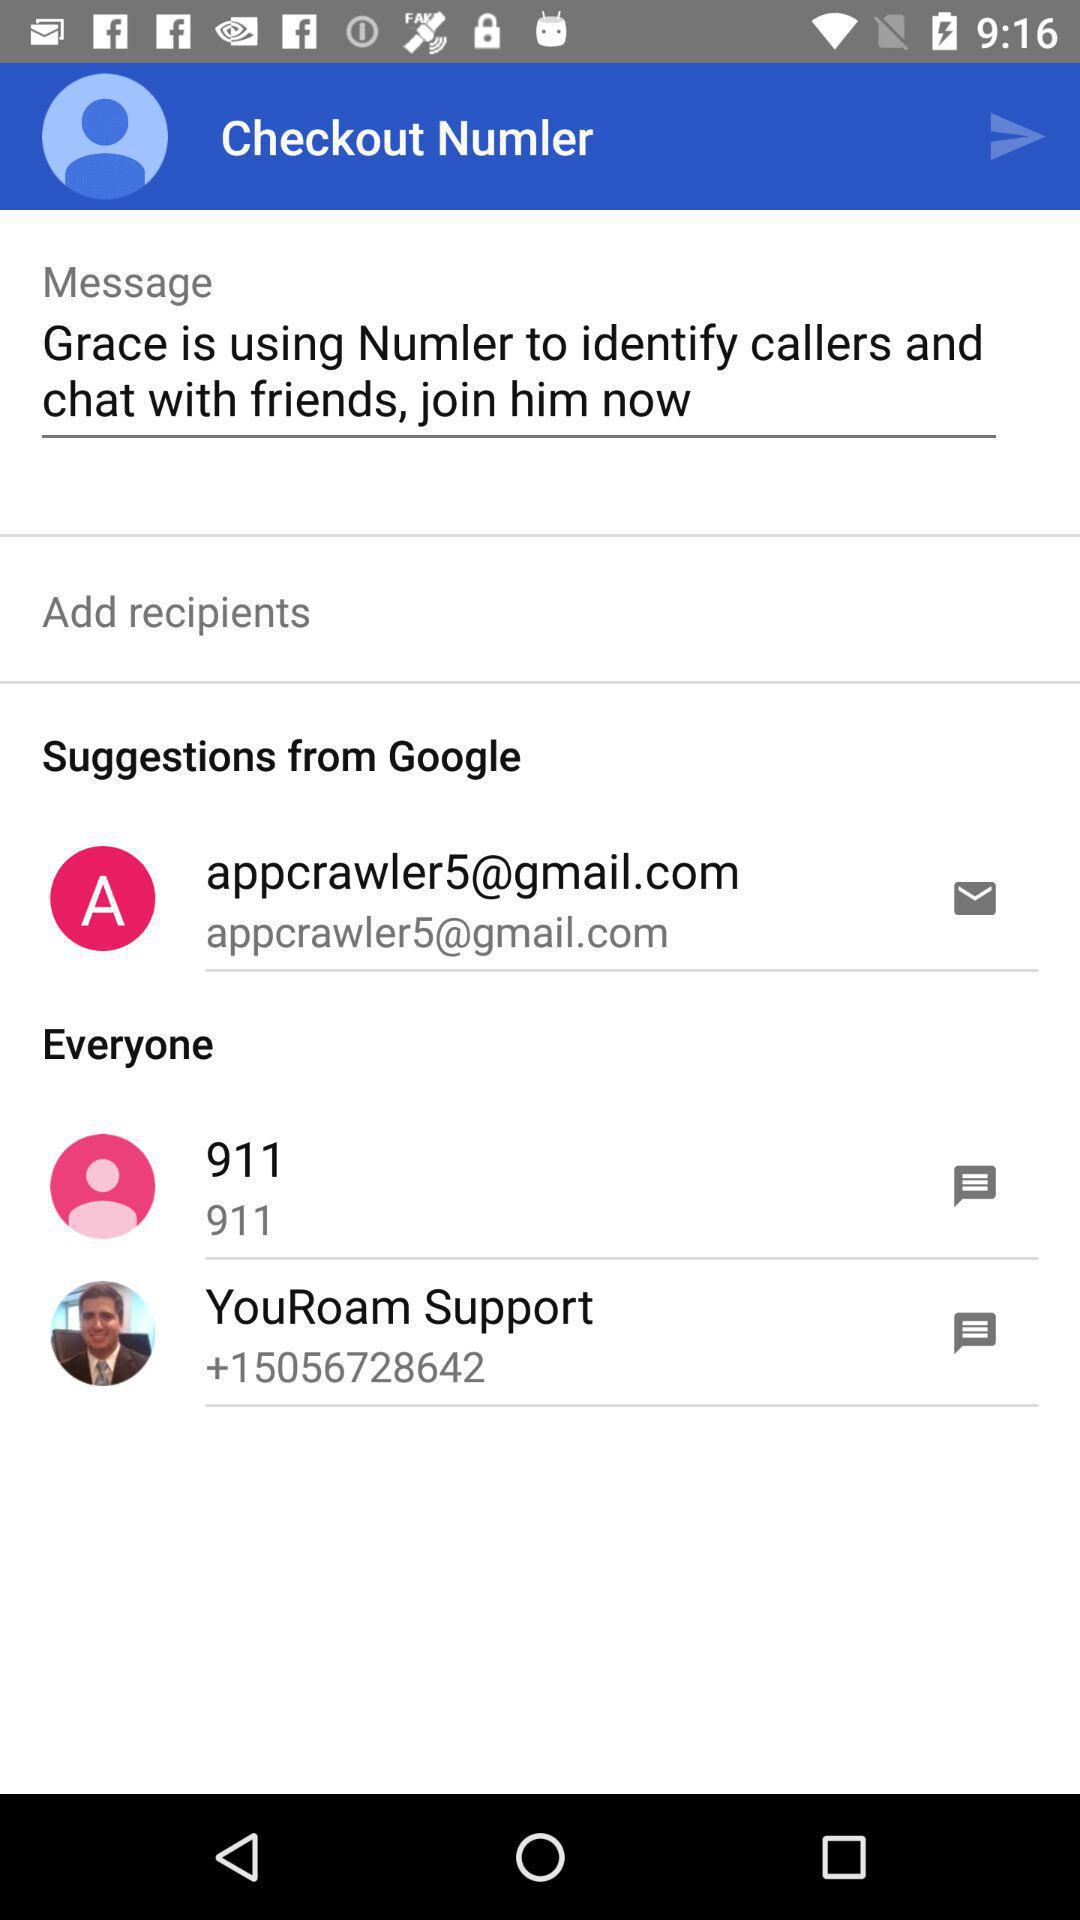 FAKE
9:16
Checkout Numler
Message
Grace is using Numler to identify callers and
chat with friends, join him now
Add recipients
Suggestions from Google
A
appcrawler5@gmail.com
appcrawler5@gmail.com
Everyone
911
911
YouRoam Support
+15056728642